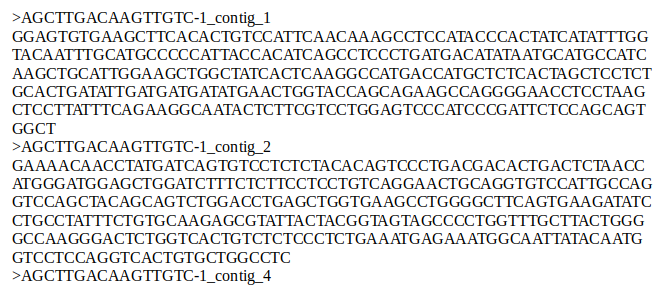 >AGCTTGACAAGTTGTC-1_contig_1
GGAGTGTGAAGCTTCACACTGTCCATTCAACAAAGCCTCCATACCCACTATCATATTTGG
TACAATTTGCATGCCCCCATTACCACATCAGCCTCCCTGATGACATATAATGCATGCCATC
AAGCTGCATTGGAAGCTGGCTATCACTCAAGGCCATGACCATGCTCTCACTAGCTCCTCT
GCACTGATATTGATGATGATATGAACTGGTACCAGCAGAAGCCAGGGGAACCTCCTAAG
CTCCTTATTTCAGAAGGCAATACTCTTCGTCCTGGAGTCCCATCCCGATTCTCCAGCAGT
GGCT
>AGCTTGACAAGTTGTC-1_contig_2
GAAAACAACCTATGATCAGTGTCCTCTCTACACAGTCCCTGACGACACTGACTCTAACC
ATGGGATGGAGCTGGATCTTTCTCTTCCTCCTGTCAGGAACTGCAGGTGTCCATTGCCAG
GTCCAGCTACAGCAGTCTGGACCTGAGCTGGTGAAGCCTGGGGCTTCAGTGAAGATATC
CTGCCTATTTCTGTGCAAGAGCGTATTACTACGGTAGTAGCCCCTGGTTTGCTTACTGGG
GCCAAGGGACTCTGGTCACTGTCTCTCCCTCTGAAATGAGAAATGGCAATTATACAATG
GTCCTCCAGGTCACTGTGCTGGCCTC
>AGCTTGACAAGTTGTC-1_contig_4